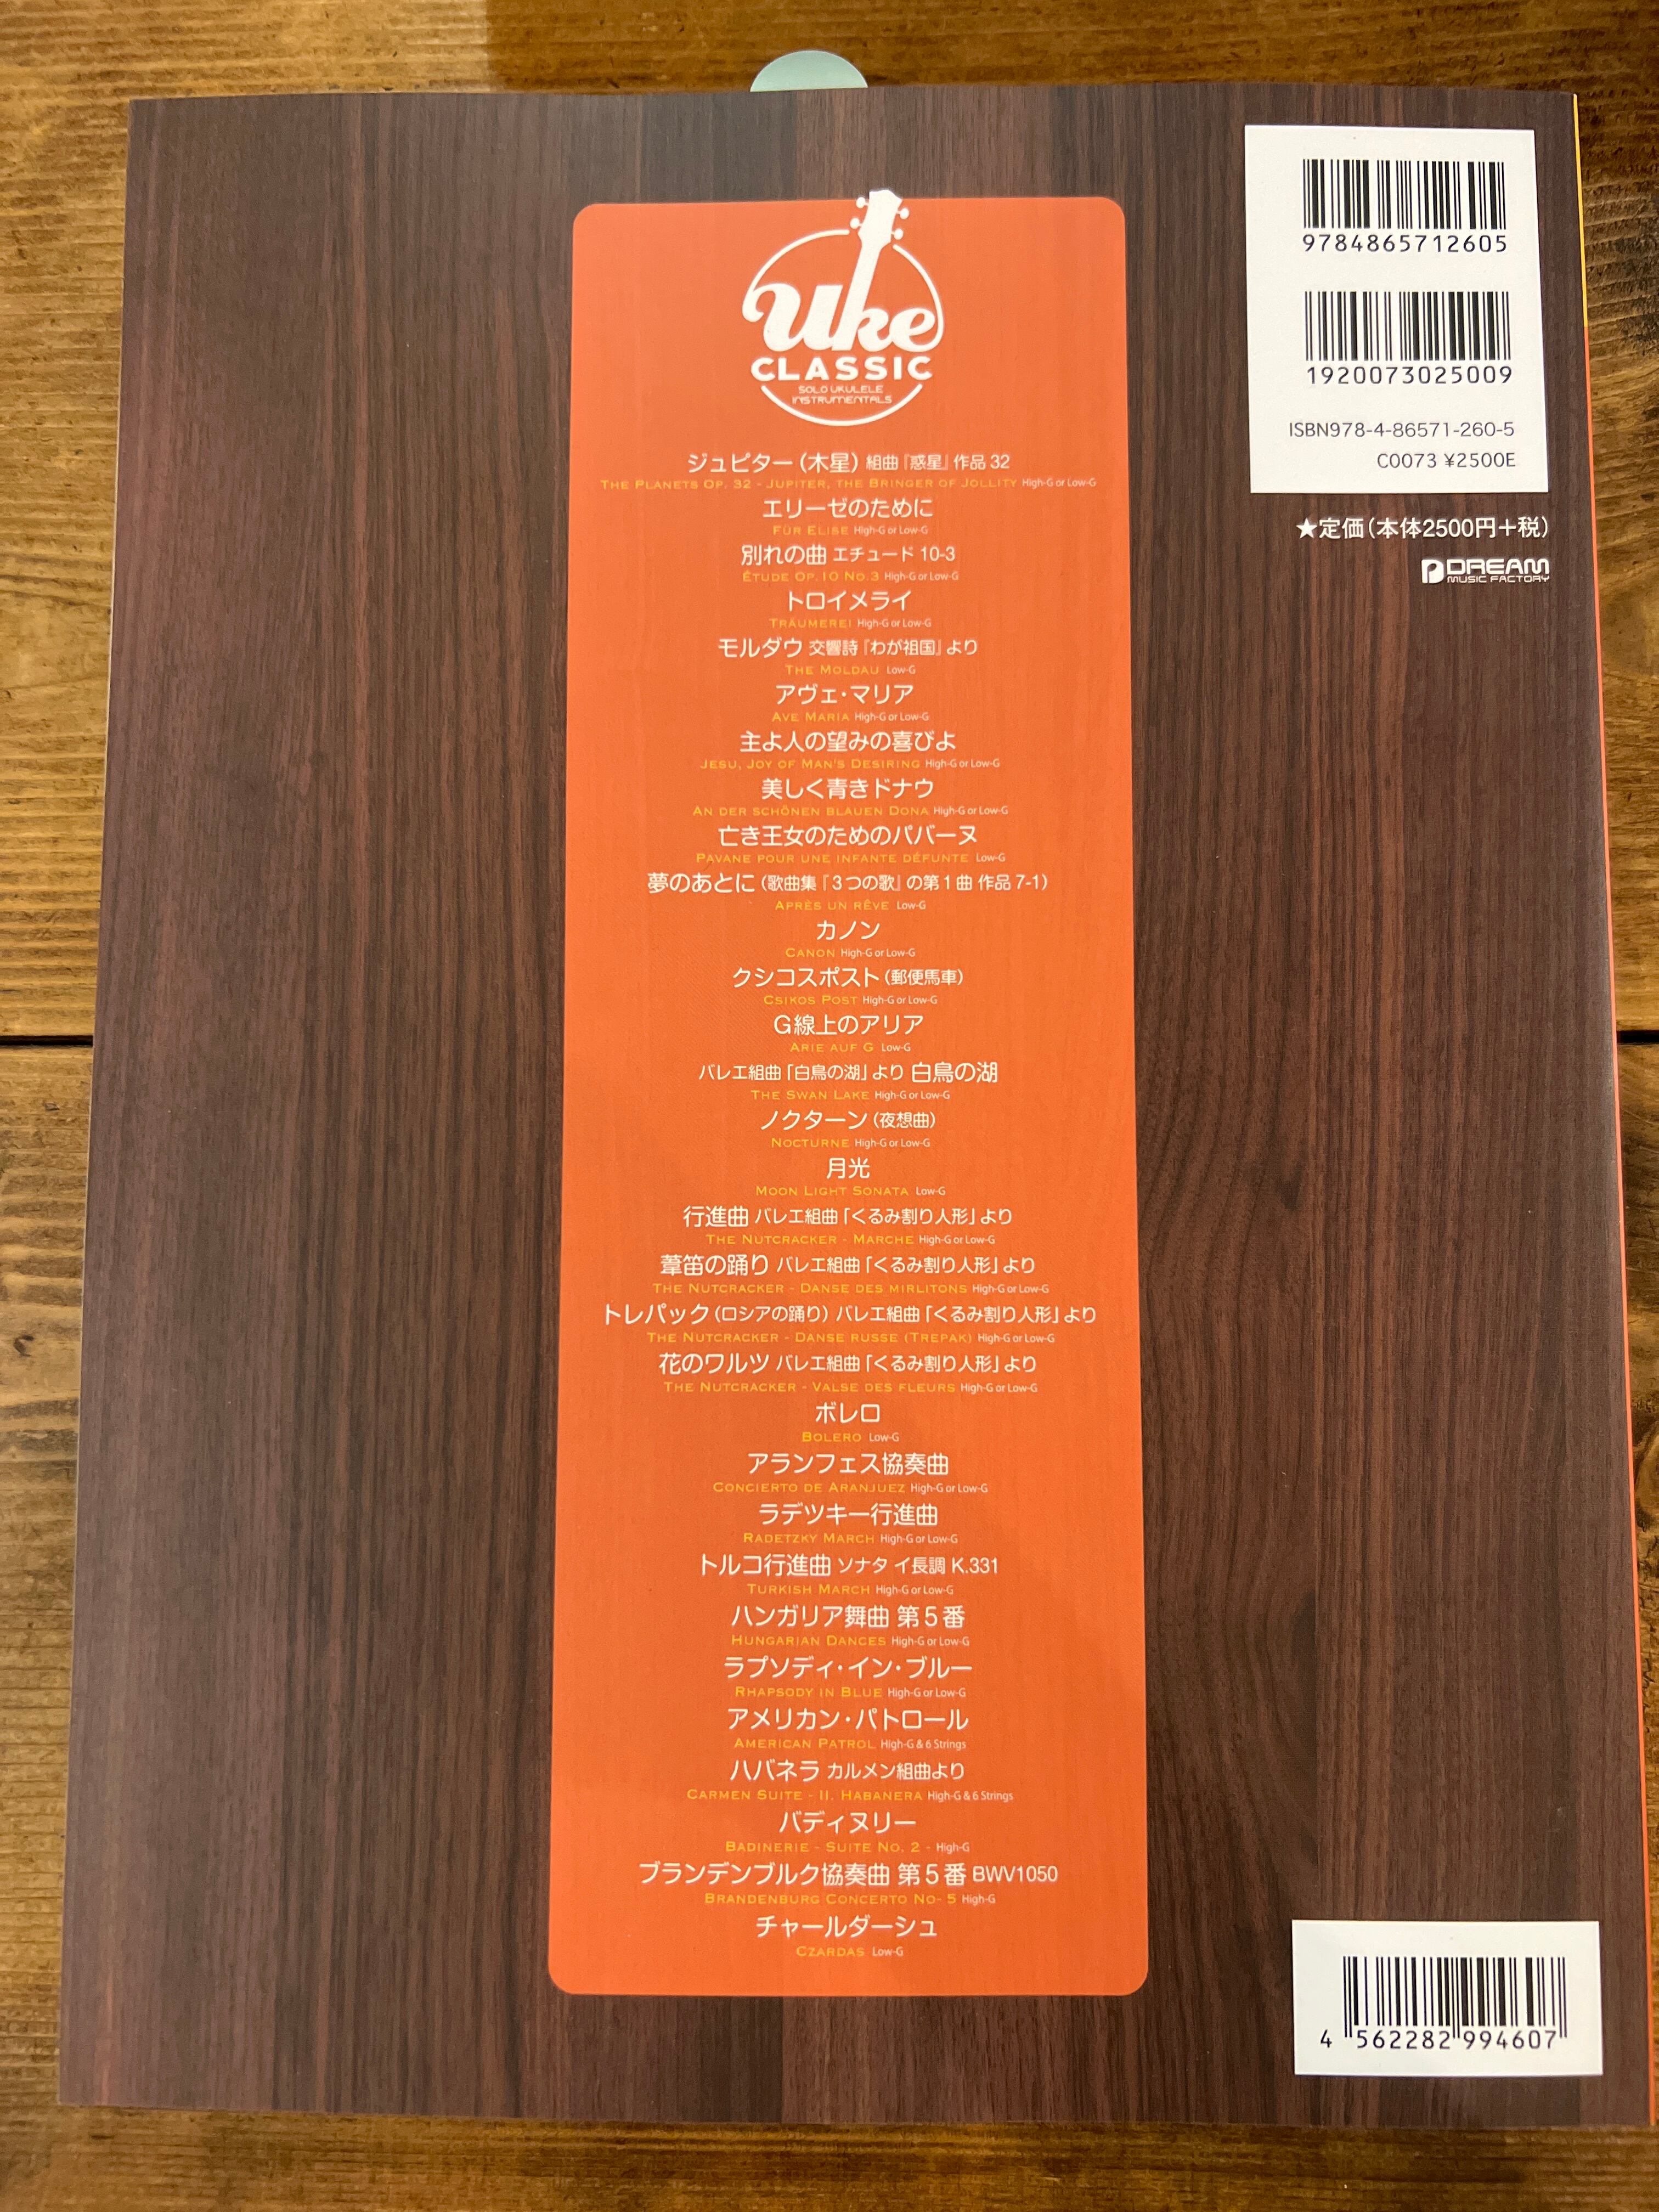 Uke
CLASSIC
SOLO UKULELE
INSTRUMENTALS
ジュピター（木星）組曲『惑星』作品 32
THE PLANETS OP. 32 - JUPITER, THE BRINGER OF JOLLITY High-G or Low-G
エリーゼのために
FÜR ELISE High-G or Low-G
別れの曲 エチュード 10-3
ÉTUDE OP.10 NO.3 High-G or Low-G
トロイメライ
TRÄUMEREI High-G or Low-G
モルダウ 交響詩『わが祖国』より
THE MOLDAU Low-G
アヴェ・マリア
AVE MARIA High-G or Low-G
主よ人の望みの喜びよ
JESU, JOY OF MAN'S DESIRING High-G or Low-G
美しく青きドナウ
AN DER SCHÖNEN BLAUEN DONA High-G or Low-G
亡き王女のためのパバーヌ
PAVANE POUR UNE INFANTE DÉFUNTE Low-G
夢のあとに（歌曲集『３つの歌』の第１曲 作品 7-1）
APRÈS UN RÊVE Low-G
カノン
CANON High-G or Low-G
クシコスポスト（郵便馬車）
CSIKOS POST High-G or Low-G
Ｇ線上のアリア
ARIE AUF G Low-G
バレエ組曲「白鳥の湖」より 白鳥の湖
THE SWAN LAKE High-G or Low-G
ノクターン（夜想曲）
NOCTURNE High-G or Low-G
月光
MOON LIGHT SONATA Low-G
行進曲 バレエ組曲「くるみ割り人形」より
THE NUTCRACKER - MARCHE High-G or Low-G
葦笛の踊り バレエ組曲「くるみ割り人形」より
THE NUTCRACKER - DANSE DES MIRLITONS High-G or Low-G
トレパック（ロシアの踊り）バレエ組曲「くるみ割り人形」より
THE NUTCRACKER - DANSE RUSSE (TREPAK) High-G or Low-G
花のワルツ バレエ組曲「くるみ割り人形」より
THE NUTCRACKER - VALSE DES FLEURS High-G or Low-G
ボレロ
BOLERO Low-G
アランフェス協奏曲
CONCIERTO DE ARANJUEZ High-G or Low-G
ラデツキー行進曲
RADETZKY MARCH High-G or Low-G
トルコ行進曲 ソナタ イ長調 K.331
TURKISH MARCH High-G or Low-G
ハンガリア舞曲 第５番
HUNGARIAN DANCES High-G or Low-G
ラプソディ・イン・ブルー
RHAPSODY IN BLUE High-G or Low-G
アメリカン・パトロール
AMERICAN PATROL High-G & 6 Strings
ハバネラ カルメン組曲より
CARMEN SUITE - II. HABANERA High-G & 6 Strings
バディヌリー
BADINERIE - SUITE NO. 2 - High-G
ブランデンブルク協奏曲 第５番 BWV1050
BRANDENBURG CONCERTO NO- 5 High-G
チャールダーシュ
CZARDAS Low-G
9784865712605
1920073025009
ISBN978-4-86571-260-5
C0073 ¥2500E
★定価（本体2500円＋税）
DREAM
MUSIC FACTORY
4 562282 994607